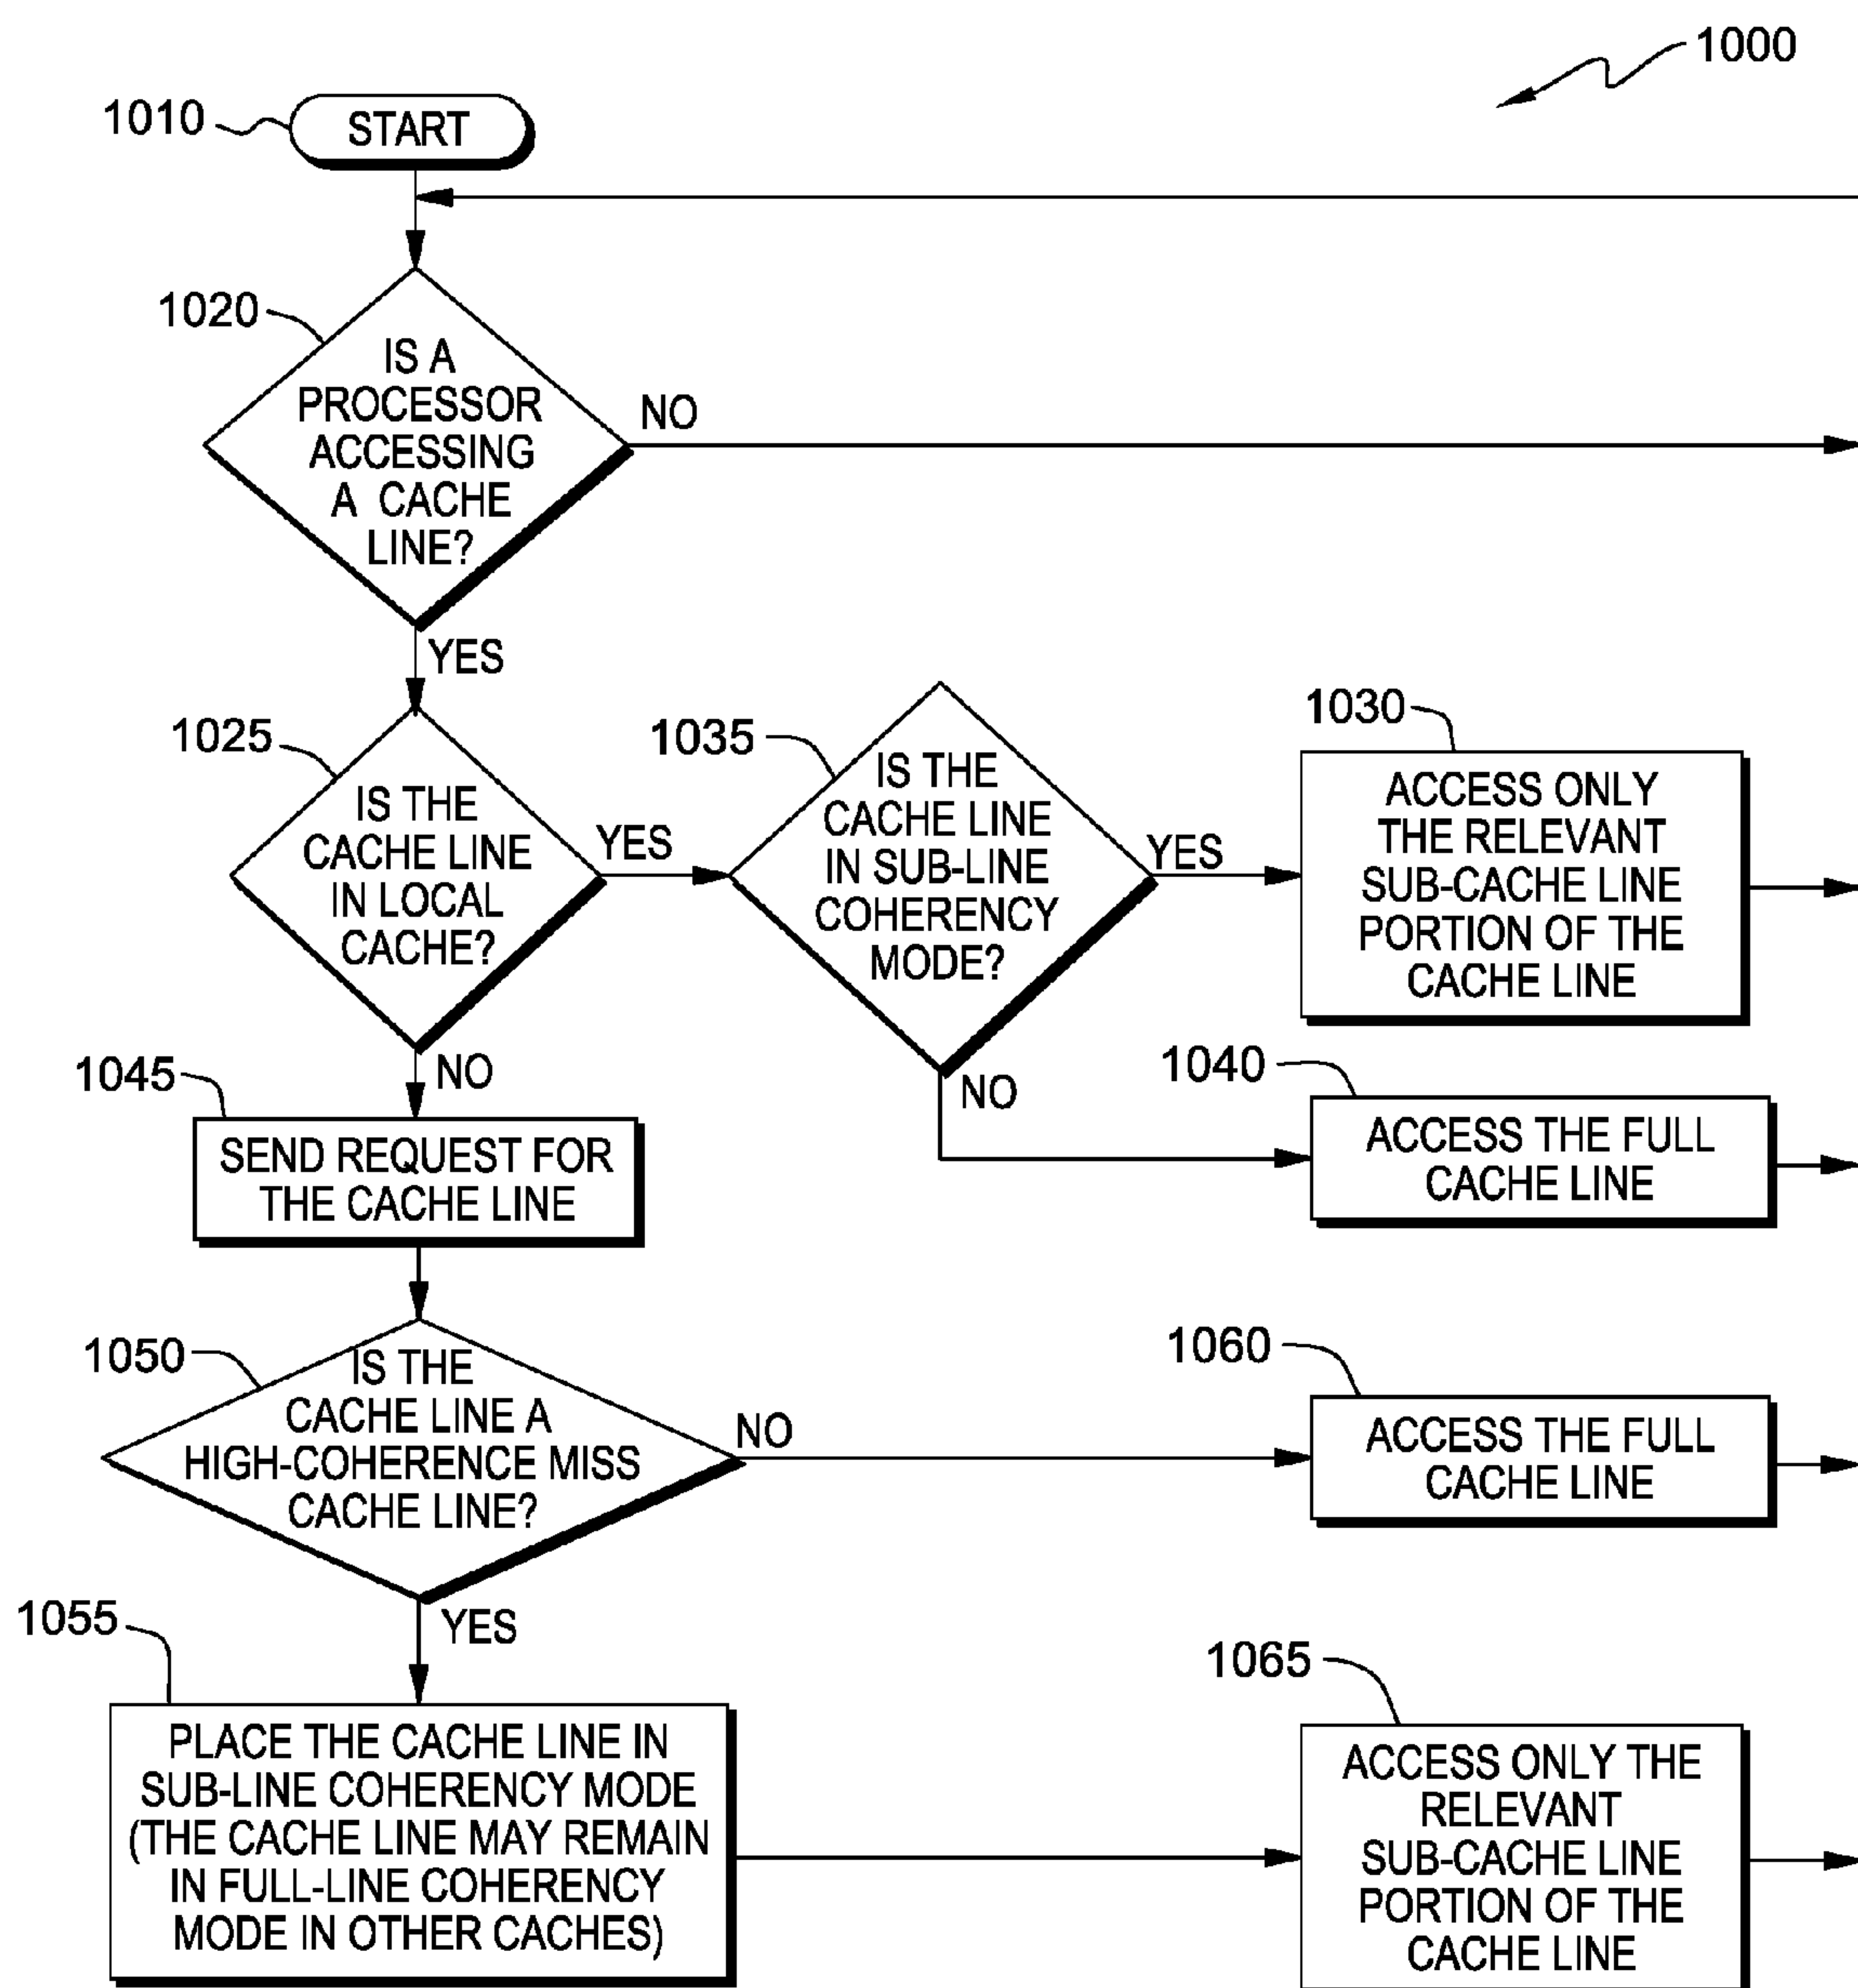 1000
1010
START
1020
IS A
PROCESSOR
ACCESSING
A CACHE
LINE?
NO
YES
1025
IS THE
CACHE LINE
IN LOCAL
CACHE?
YES
1035
IS THE
CACHE LINE
IN SUB-LINE
COHERENCY
MODE?
YES
1030
ACCESS ONLY
THE RELEVANT
SUB-CACHE LINE
PORTION OF THE
CACHE LINE
NO
1040
ACCESS THE FULL
CACHE LINE
NO
1045
SEND REQUEST FOR
THE CACHE LINE
1050
IS THE
CACHE LINE A
HIGH-COHERENCE MISS
CACHE LINE?
NO
1060
ACCESS THE FULL
CACHE LINE
YES
1055
PLACE THE CACHE LINE IN
SUB-LINE COHERENCY MODE
(THE CACHE LINE MAY REMAIN
IN FULL-LINE COHERENCY
MODE IN OTHER CACHES)
1065
ACCESS ONLY THE
RELEVANT
SUB-CACHE LINE
PORTION OF THE
CACHE LINE